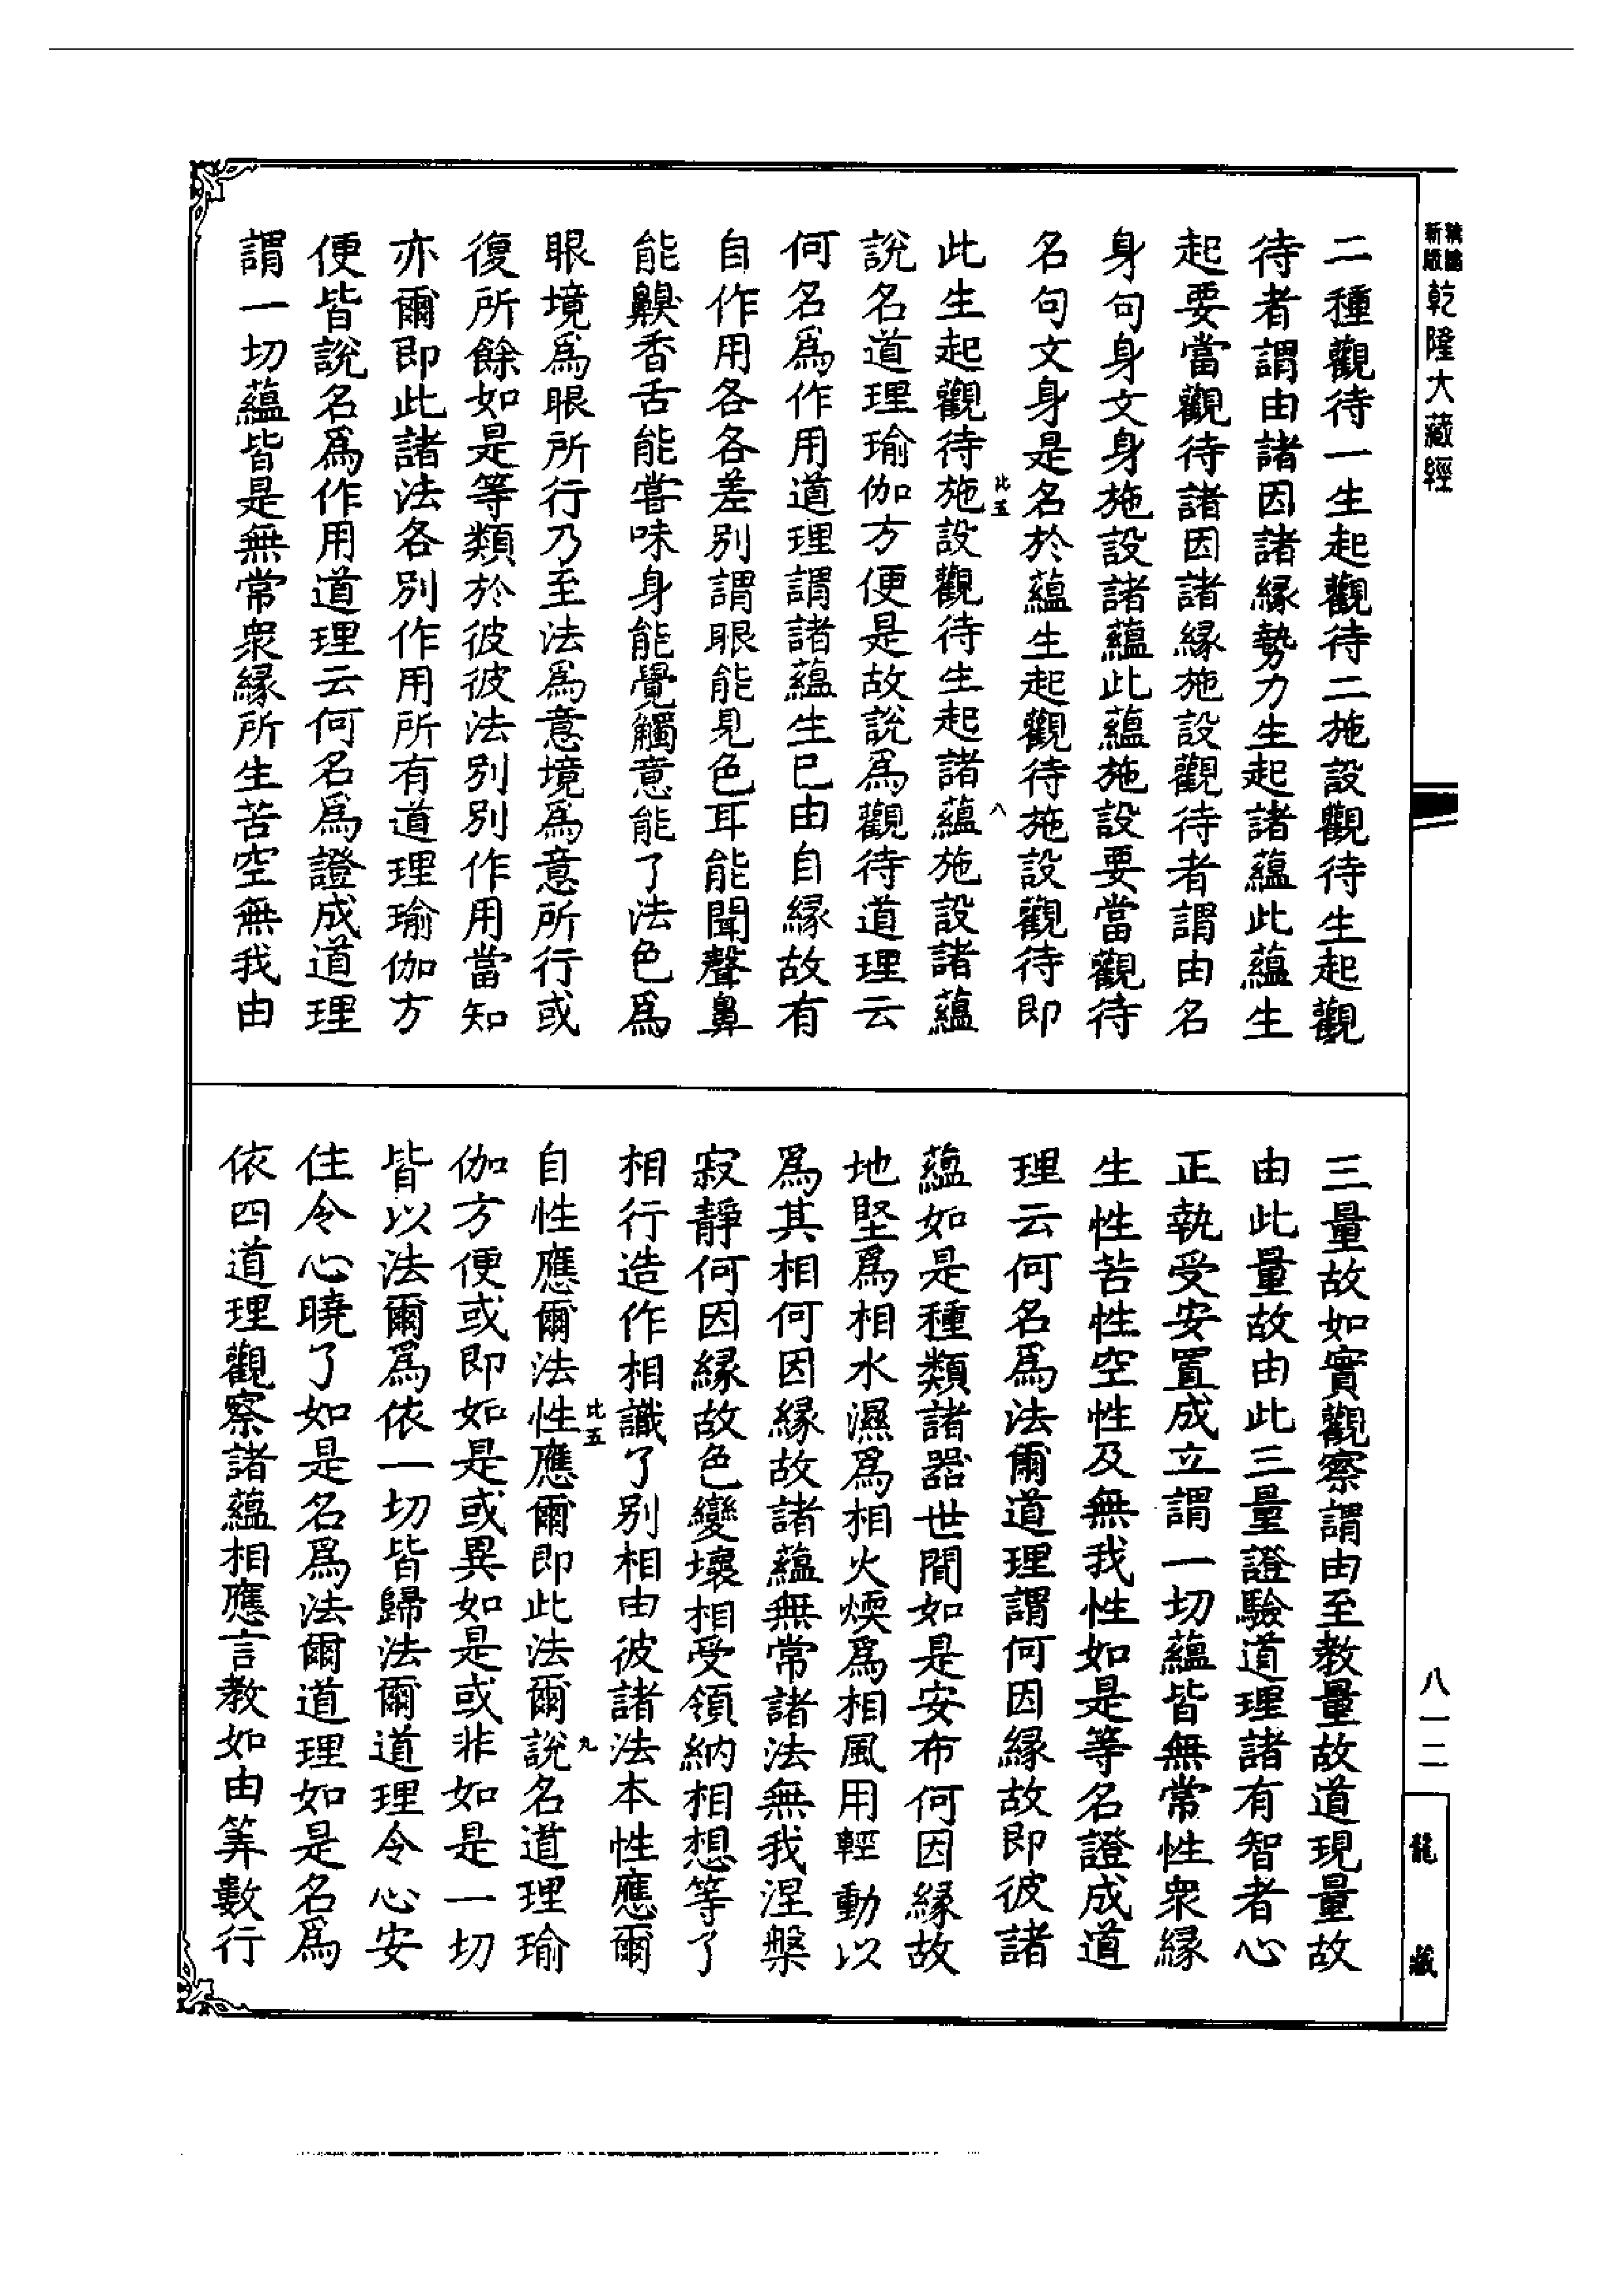 乾隆大藏經
二種觀待一生起觀待二施設觀待生起觀
待者謂由諸因諸緣勢力生起諸蘊此蘊生
起要當觀待諸因諸緣施設觀待者謂由名
身句身文身施設諸蘊此蘊施設要當觀待
名句文身是名於蘊生起觀待施設觀待即
比五
八
此生起觀待施設觀待生起諸蘊施設諸蘊
說名道理瑜伽方便是故說爲觀待道理云
何名爲作用道理謂諸蘊生已由自緣故有
自作用各各差別謂眼能見色耳能聞聲鼻
能齅香舌能嘗味身能覺觸意能了法色爲
眼境爲眼所行乃至法爲意境爲意所行或
復所餘如是等類於彼彼法別別作用當知
亦爾即此諸法各別作用所有道理瑜伽方
便皆說名爲作用道理云何名爲證成道理
謂一切蘊皆是無常衆緣所生苦空無我由
三量故如實觀察謂由至教量故道現量故
由此量故由此三量證驗道理諸有智者心
正執受安置成立謂一切蘊皆無常性衆緣
生性苦性空性及無我性如是等名證成道
理云何名爲法爾道理謂何因緣故即彼諸
蘊如是種類諸器世間如是安布何因緣故
地堅爲相水濕爲相火煖爲相風用輕動以
爲其相何因緣故諸蘊無常諸法無我涅槃
寂靜何因緣故色變壞相受領納相想等了
相行造作相識了別相由彼諸法本性應爾
比五
九
自性應爾法性應爾即此法爾說名道理瑜
伽方便或即如是或異如是或非如是一切
皆以法爾爲依一切皆歸法爾道理令心安
住令心曉了如是名爲法爾道理如是名爲
依四道理觀察諸蘊相應言教如由筭數行
八一二
龍藏